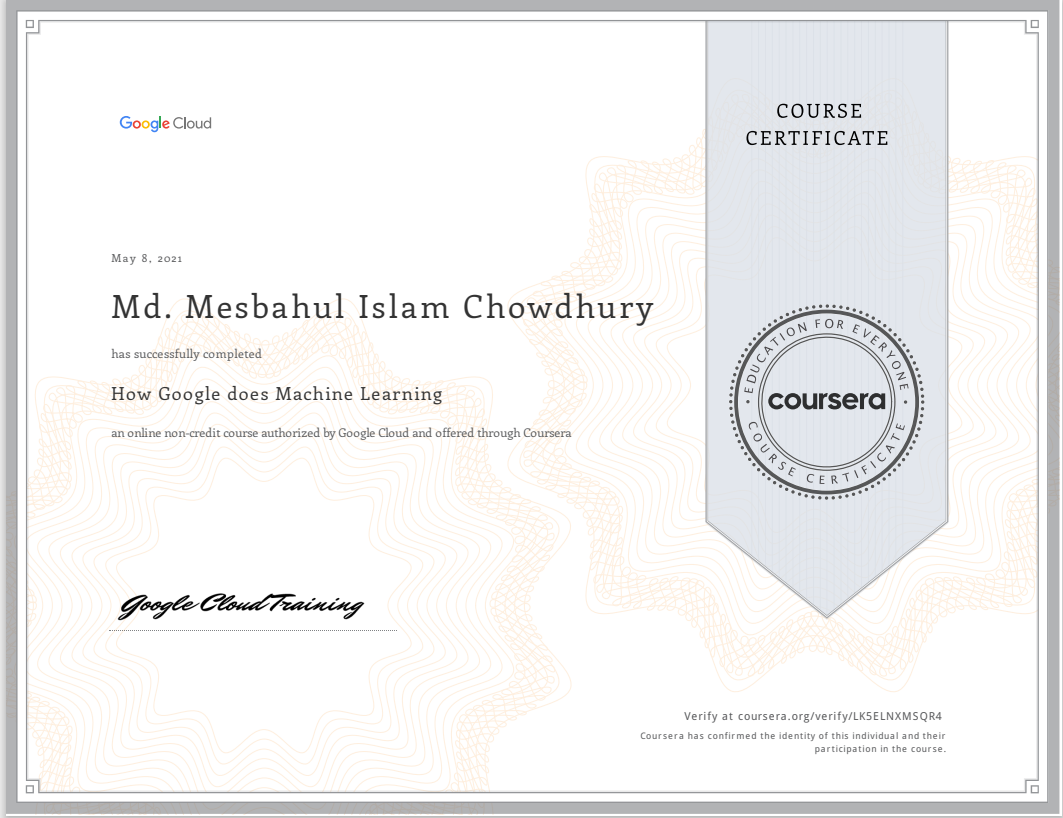 Google Cloud
COURSE
CERTIFICATE
May 8, 2021
Md. Mesbahul Islam Chowdhury
has successfully completed
How Google does Machine Learning
an online non-credit course authorized by Google Cloud and offered through Coursera
EDUCATION FOR EVERYONE
coursera
COURSE CERTIFICATE
Google Cloud Training
Verify at coursera.org/verify/LK5ELNXMSQR4
Coursera has confirmed the identity of this individual and their
participation in the course.